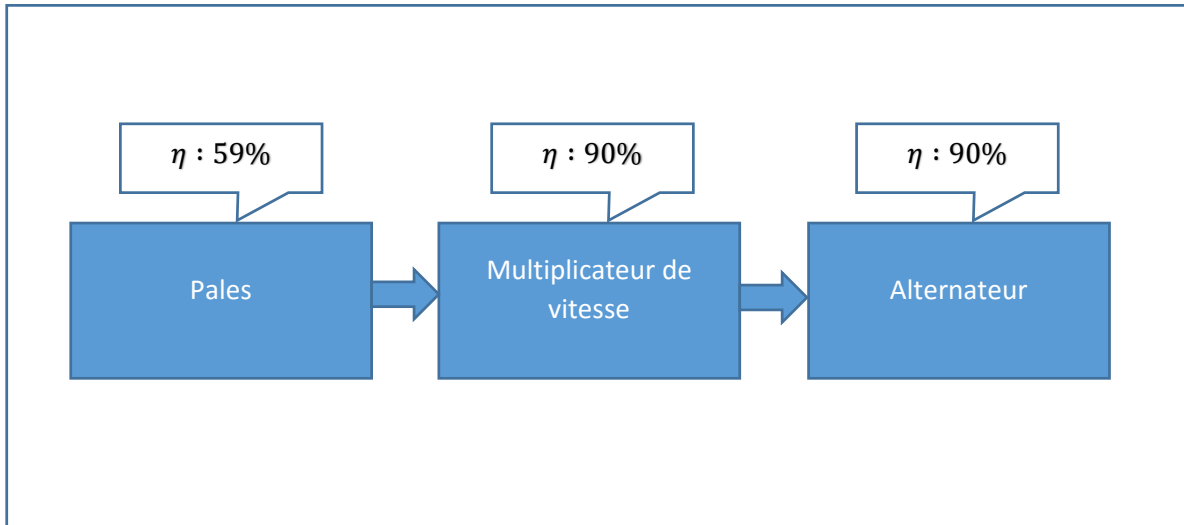 η : 59%
η : 90%
η : 90%
Pales
Multiplicateur de
vitesse
Alternateur